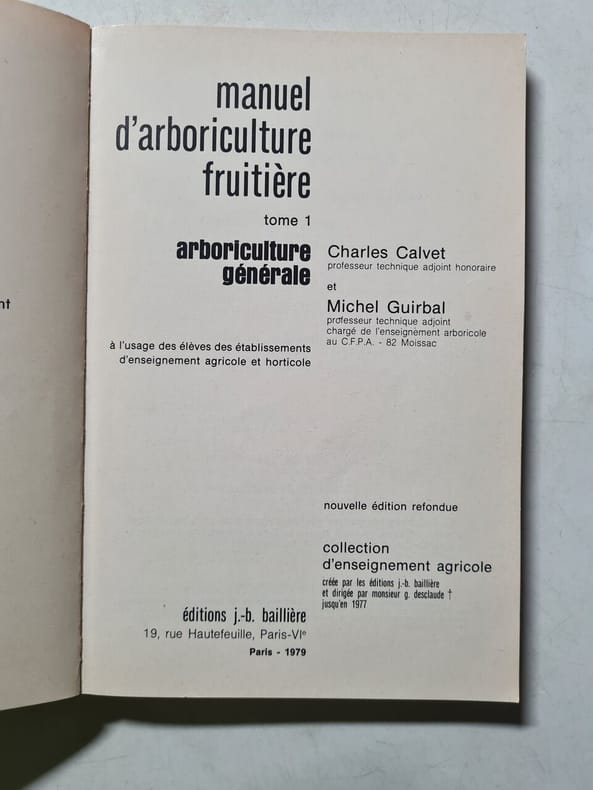 nt
manuel
d'arboriculture
fruitière
tome 1
arboriculture
générale
à l'usage des élèves des établissements
d'enseignement agricole et horticole
Charles Calvet
professeur technique adjoint honoraire
et
Michel Guirbal
professeur technique adjoint
chargé de l'enseignement arboricole
au C.F.P.A. - 82 Moissac
nouvelle édition refondue
collection
d'enseignement agricole
créée par les éditions j.-b. baillière
et dirigée par monsieur g. desclaude †
jusqu'en 1977
éditions j.-b. baillière
19, rue Hautefeuille, Paris-VIe
Paris - 1979